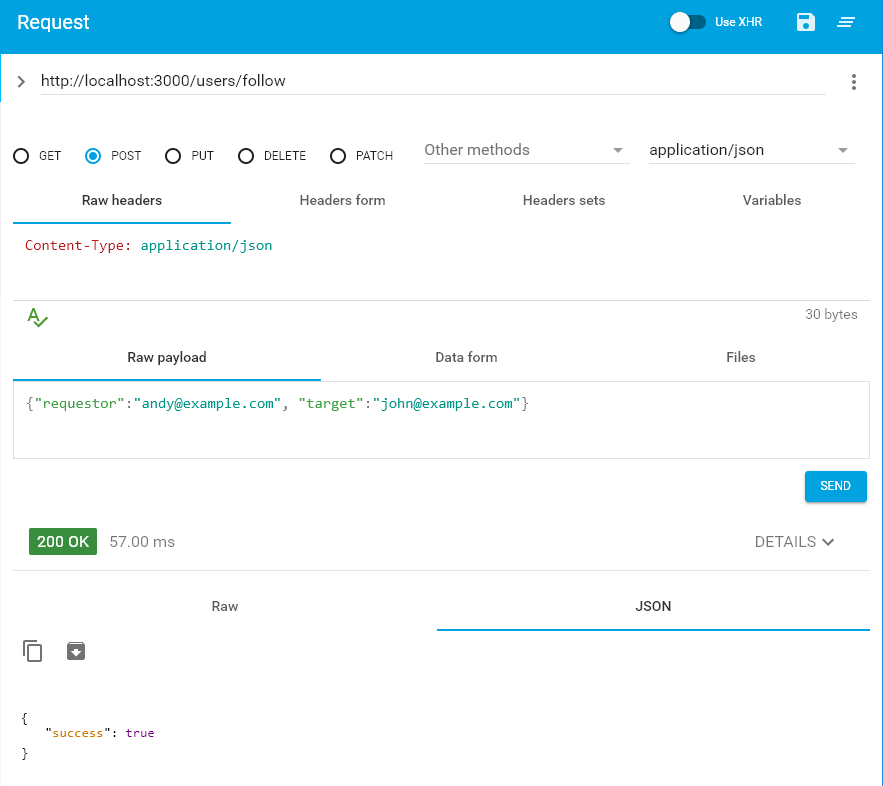 Request
Use XHR
http://localhost:3000/users/follow
GET POST PUT DELETE PATCH Other methods application/json
Raw headers Headers form Headers sets Variables
Content-Type: application/json
30 bytes
Raw payload Data form Files
{"requestor":"andy@example.com", "target":"john@example.com"}
SEND
200 OK 57.00 ms DETAILS
Raw JSON
{
"success": true
}